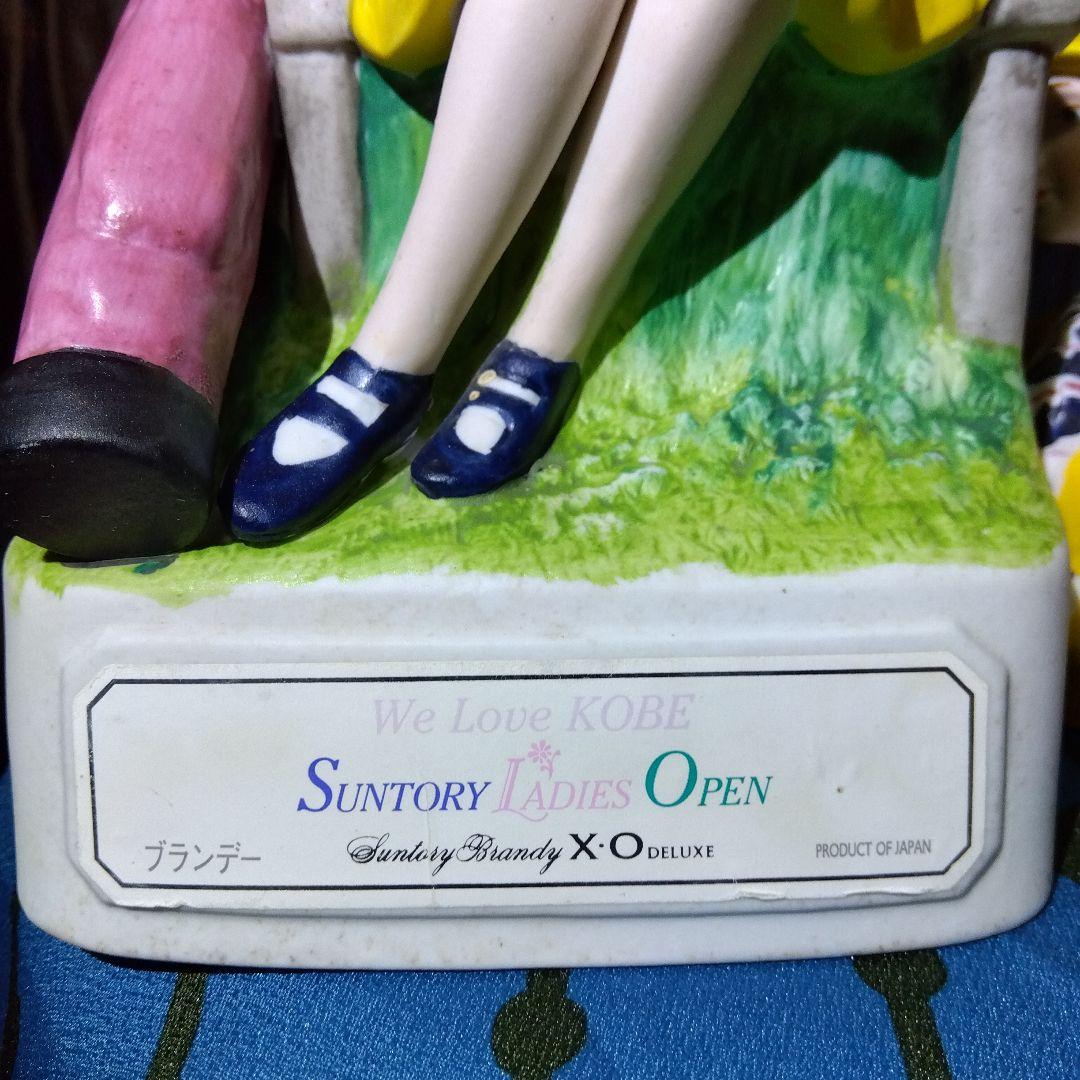 We Love KOBE
SUNTORY LADIES OPEN
ブランデー Suntory Brandy X·O DELUXE PRODUCT OF JAPAN